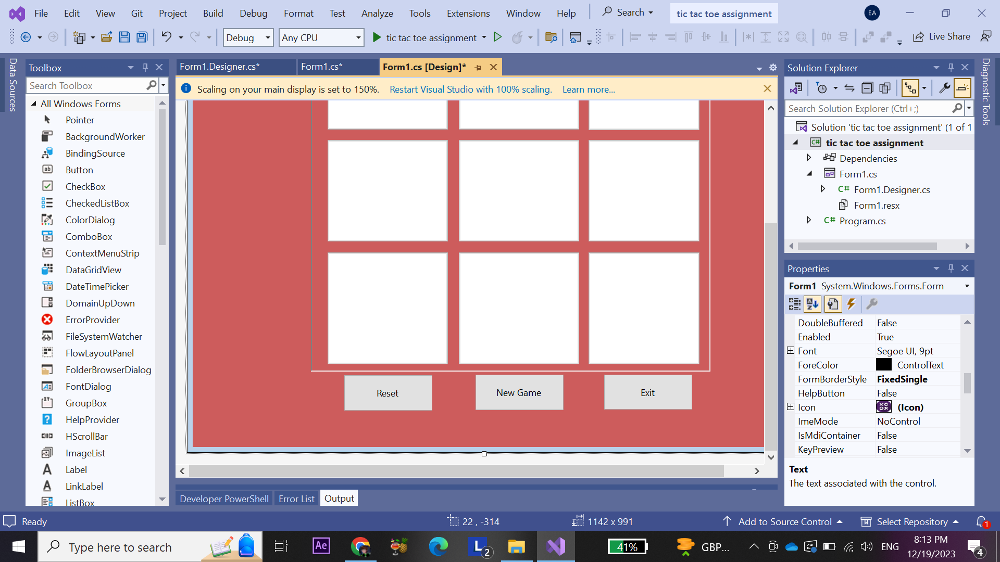 File Edit View Git Project Build Debug Format Test Analyze Tools Extensions Window Help Search tic tac toe assignment EA
Debug Any CPU tic tac toe assignment Live Share
Data Sources
Toolbox
Search Toolbox
All Windows Forms
Pointer
BackgroundWorker
BindingSource
Button
CheckBox
CheckedListBox
ColorDialog
ComboBox
ContextMenuStrip
DataGridView
DateTimePicker
DomainUpDown
ErrorProvider
FileSystemWatcher
FlowLayoutPanel
FolderBrowserDialog
FontDialog
GroupBox
HelpProvider
HScrollBar
ImageList
Label
LinkLabel
ListBox
Form1.Designer.cs* Form1.cs* Form1.cs [Design]*
Scaling on your main display is set to 150%. Restart Visual Studio with 100% scaling. Learn more...
Reset New Game Exit
Developer PowerShell Error List Output
Solution Explorer
Search Solution Explorer (Ctrl+;)
Solution 'tic tac toe assignment' (1 of 1
tic tac toe assignment
Dependencies
Form1.cs
C# Form1.Designer.cs
Form1.resx
C# Program.cs
Properties
Form1 System.Windows.Forms.Form
DoubleBuffered False
Enabled True
Font Segoe UI, 9pt
ForeColor ControlText
FormBorderStyle FixedSingle
HelpButton False
Icon (Icon)
ImeMode NoControl
IsMdiContainer False
KeyPreview False
Text
The text associated with the control.
Diagnostic Tools
Ready 22 , -314 1142 x 991 Add to Source Control Select Repository 1
Type here to search Ae L 2 41% GBP... ENG 8:13 PM
12/19/2023 4